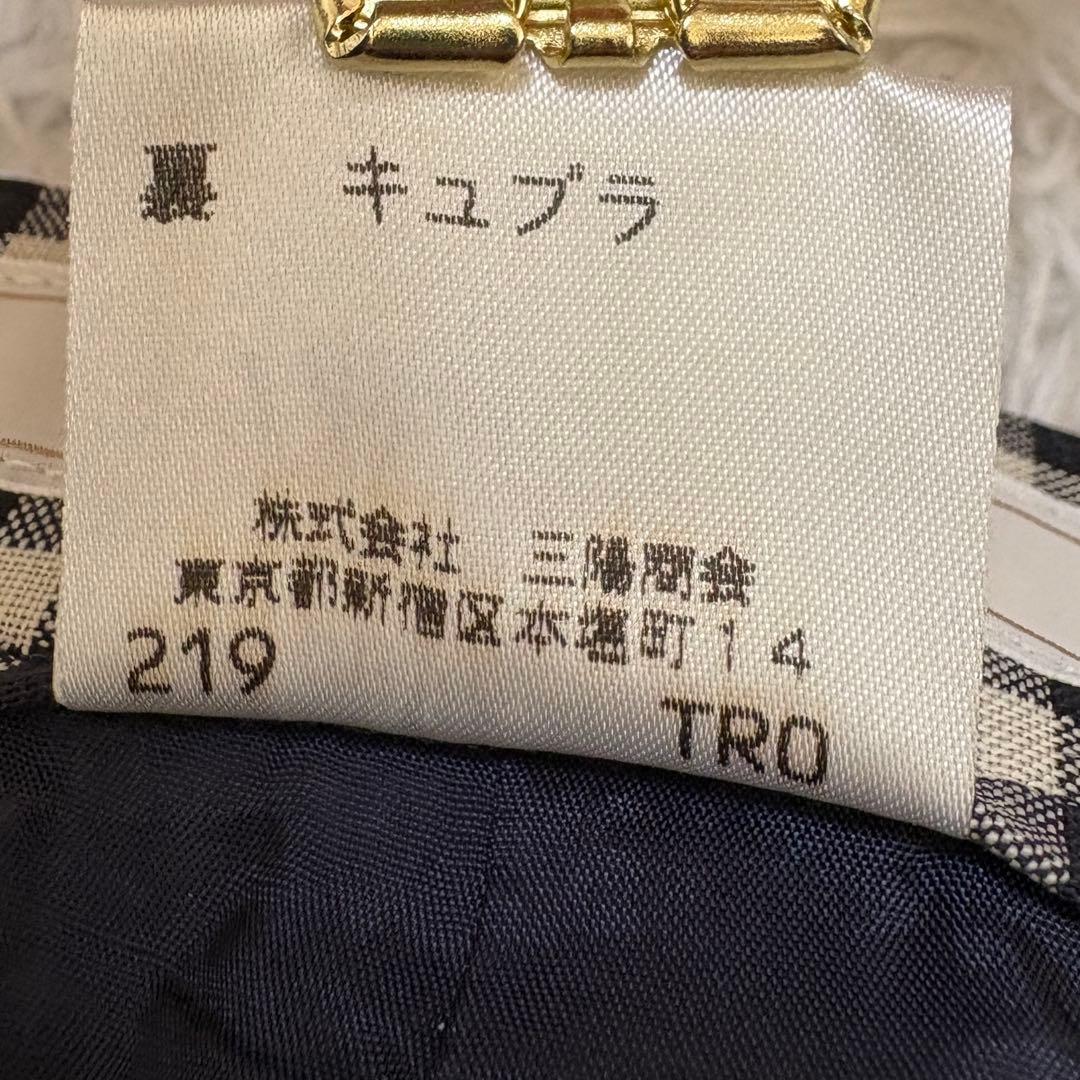 裏 キュプラ
株式会社 三陽商会
東京都新宿区本塩町14
219
TRO